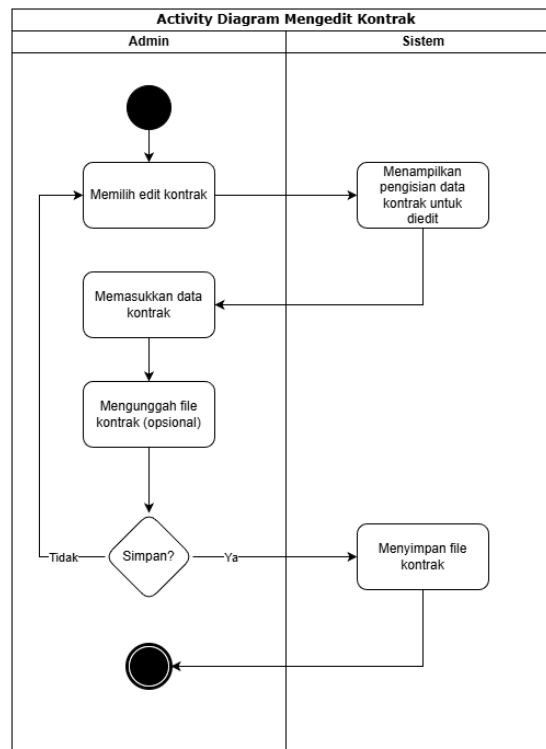 Activity Diagram Mengedit Kontrak
Admin
Sistem
Memilih edit kontrak
Menampilkan
pengisian data
kontrak untuk
diedit
Memasukkan data
kontrak
Mengunggah file
kontrak (opsional)
Tidak
Simpan?
Ya
Menyimpan file
kontrak